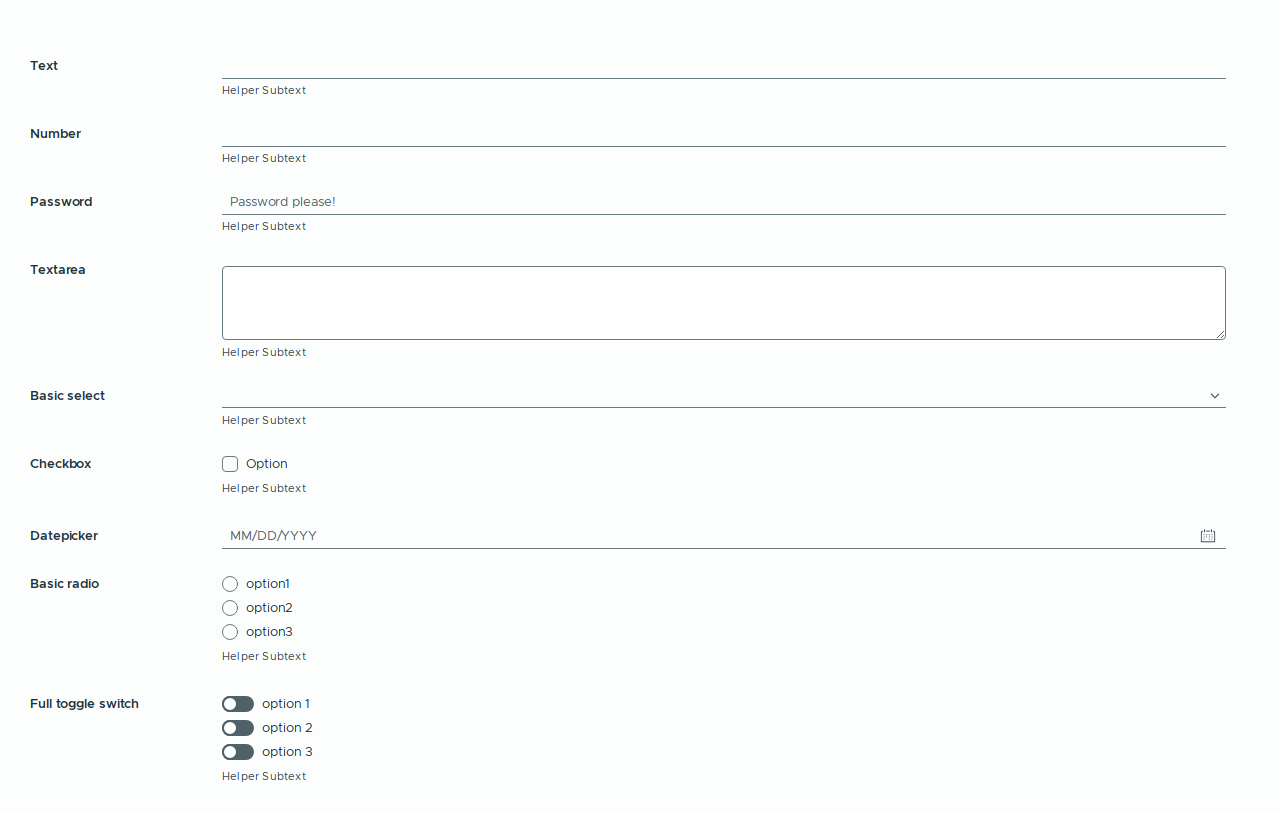 Text
Helper Subtext
Number
Helper Subtext
Password
Password please!
Helper Subtext
Textarea
Helper Subtext
Basic select
Helper Subtext
Checkbox
Option
Helper Subtext
Datepicker
MM/DD/YYYY
Basic radio
option1
option2
option3
Helper Subtext
Full toggle switch
option 1
option 2
option 3
Helper Subtext